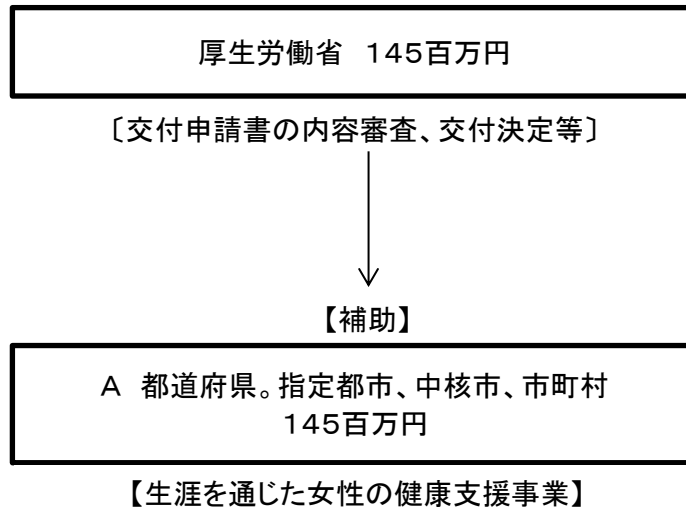 厚生労働省 145百万円
〔交付申請書の内容審査、交付決定等〕
【補助】
A 都道府県。指定都市、中核市、市町村
145百万円
【生涯を通じた女性の健康支援事業】